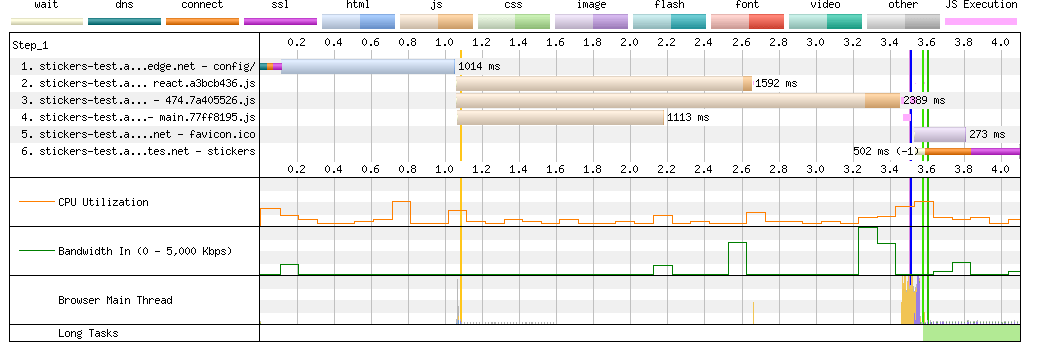 wait dns connect ssl html js css image flash font video other JS Execution
Step_1 0.2 0.4 0.6 0.8 1.0 1.2 1.4 1.6 1.8 2.0 2.2 2.4 2.6 2.8 3.0 3.2 3.4 3.6 3.8 4.0
1. stickers-test.a...edge.net - config/ 1014 ms
2. stickers-test.a... react.a3bcb436.js 1592 ms
3. stickers-test.a... - 474.7a405526.js 2389 ms
4. stickers-test.a...- main.77ff8195.js 1113 ms
5. stickers-test.a....net - favicon.ico 273 ms
6. stickers-test.a...tes.net - stickers 502 ms (-1)
0.2 0.4 0.6 0.8 1.0 1.2 1.4 1.6 1.8 2.0 2.2 2.4 2.6 2.8 3.0 3.2 3.4 3.6 3.8 4.0
CPU Utilization
Bandwidth In (0 - 5,000 Kbps)
Browser Main Thread
Long Tasks